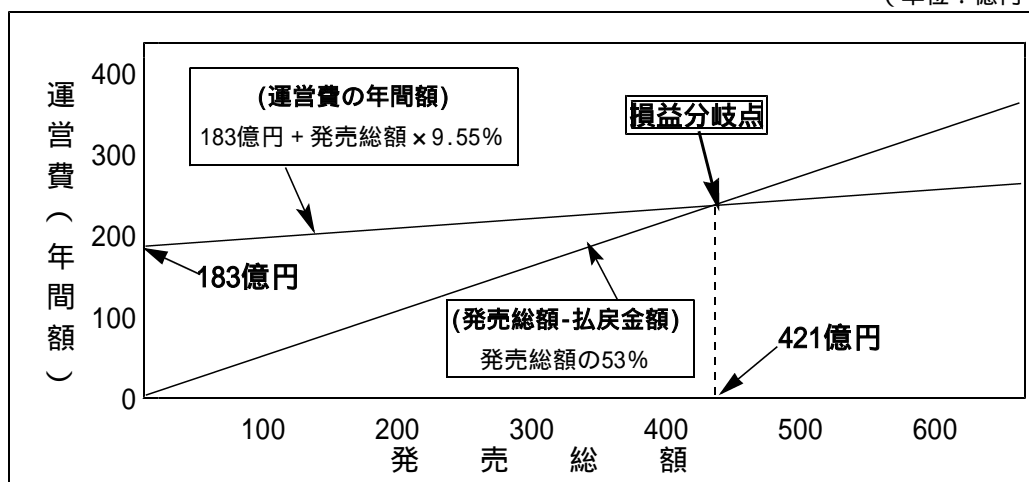 (単位：億円
運営費（年間額）
400
300
200
100
0
(運営費の年間額)
183億円＋発売総額×9.55%
損益分岐点
183億円
(発売総額-払戻金額)
発売総額の53%
421億円
100 200 300 400 500 600
発売総額